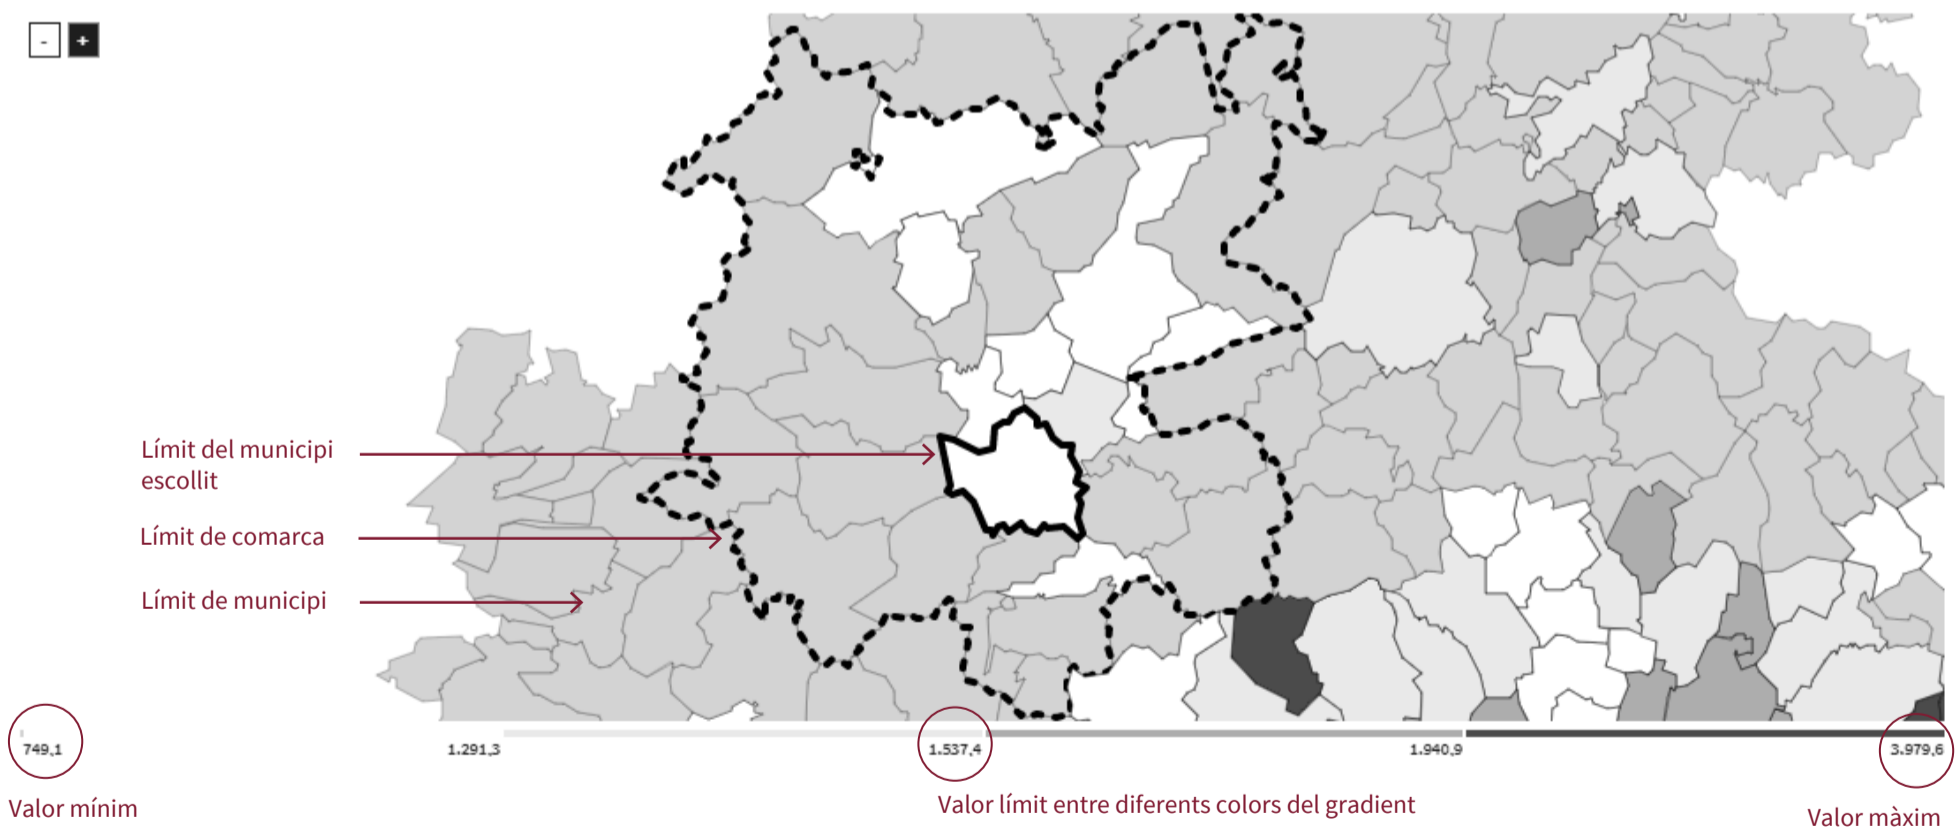 - +
Límit del municipi
escollit
Límit de comarca
Límit de municipi
749,1 1.291,3 1.537,4 1.940,9 3.979,6
Valor mínim
Valor límit entre diferents colors del gradient
Valor màxim